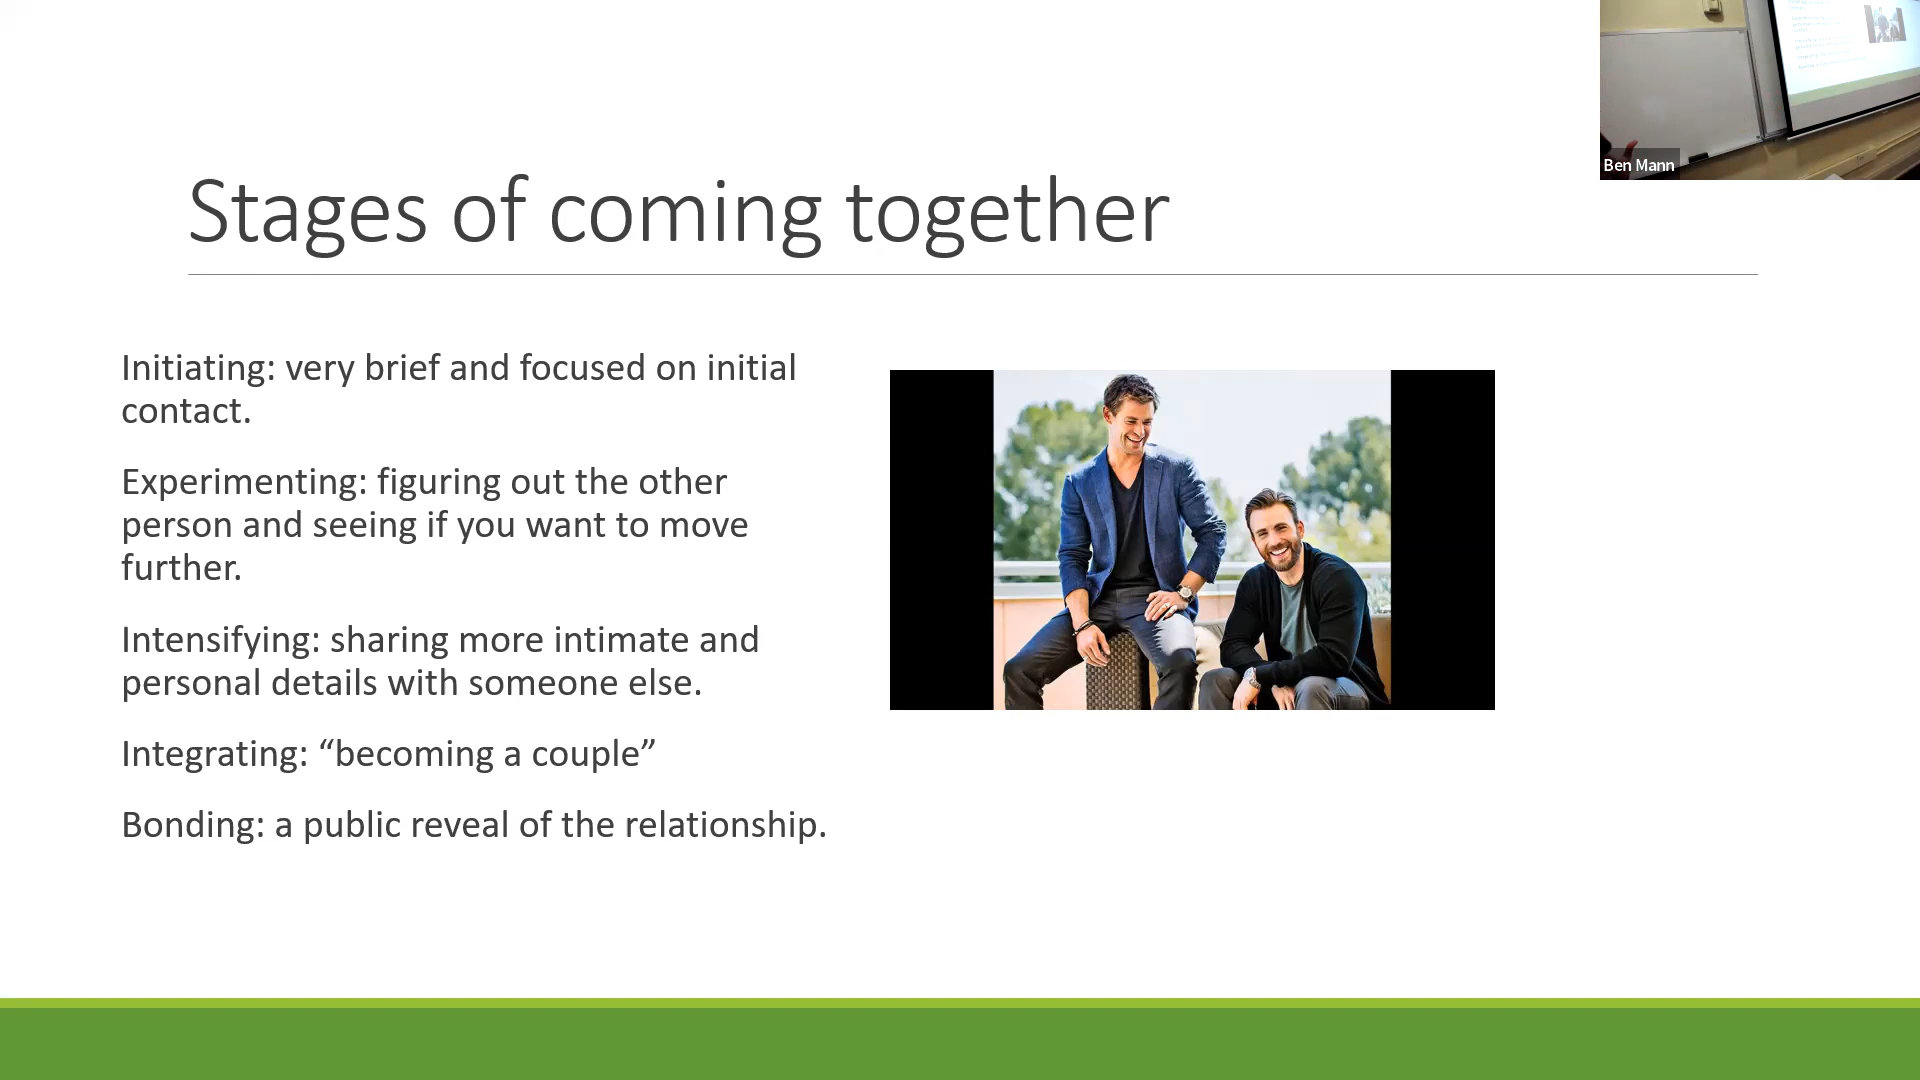 Ben Mann
Stages of coming together
Initiating: very brief and focused on initial
contact.
Experimenting: figuring out the other
person and seeing if you want to move
further.
Intensifying: sharing more intimate and
personal details with someone else.
Integrating: “becoming a couple”
Bonding: a public reveal of the relationship.